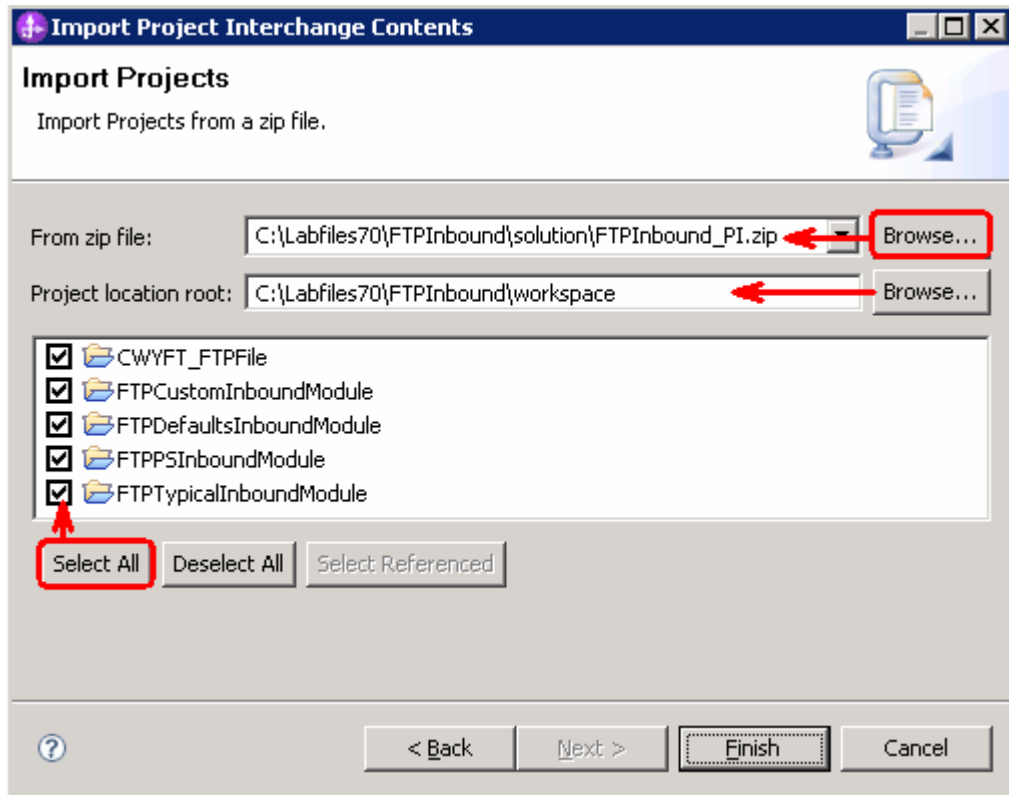 Import Project Interchange Contents
Import Projects
Import Projects from a zip file.
From zip file: C:\Labfiles70\FTPInbound\solution\FTPInbound_PI.zip Browse...
Project location root: C:\Labfiles70\FTPInbound\workspace Browse...
CWYFT_FTPFile
FTPCustomInboundModule
FTPDefaultsInboundModule
FTPPSInboundModule
FTPTypicalInboundModule
Select All Deselect All Select Referenced
? < Back Next > Finish Cancel